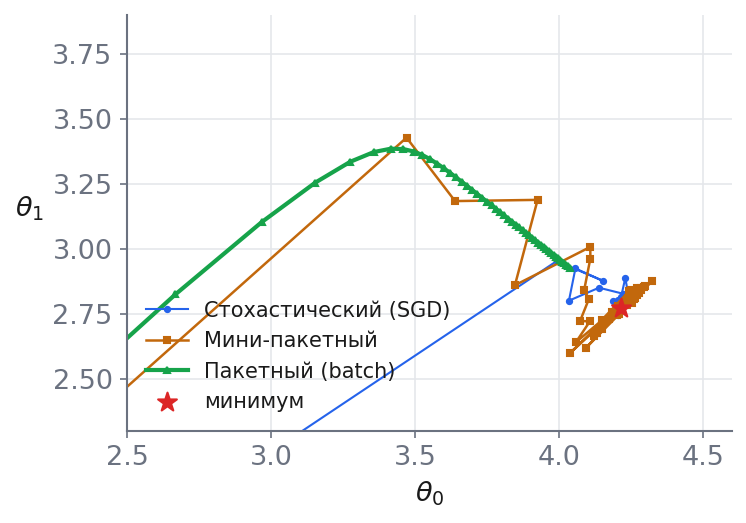 3.75
3.50
3.25
3.00
2.75
2.50
θ₁
Стохастический (SGD)
Мини-пакетный
Пакетный (batch)
минимум
2.5 3.0 3.5 4.0 4.5
θ₀